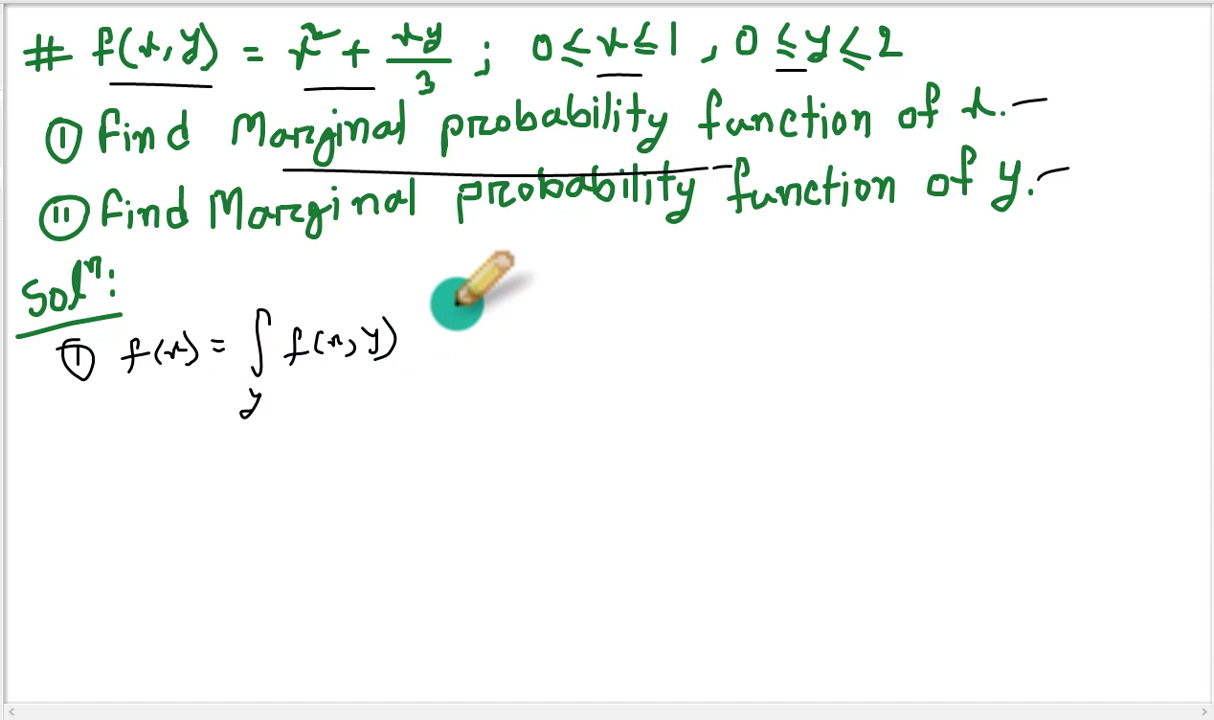 # f(x,y) = x² + xy/3 ; 0 ≤ x ≤ 1 , 0 ≤ y ≤ 2
(i) Find Marginal probability function of x.
(ii) Find Marginal probability function of y.
Solⁿ:
(i) f(x) = ∫y f(x,y)